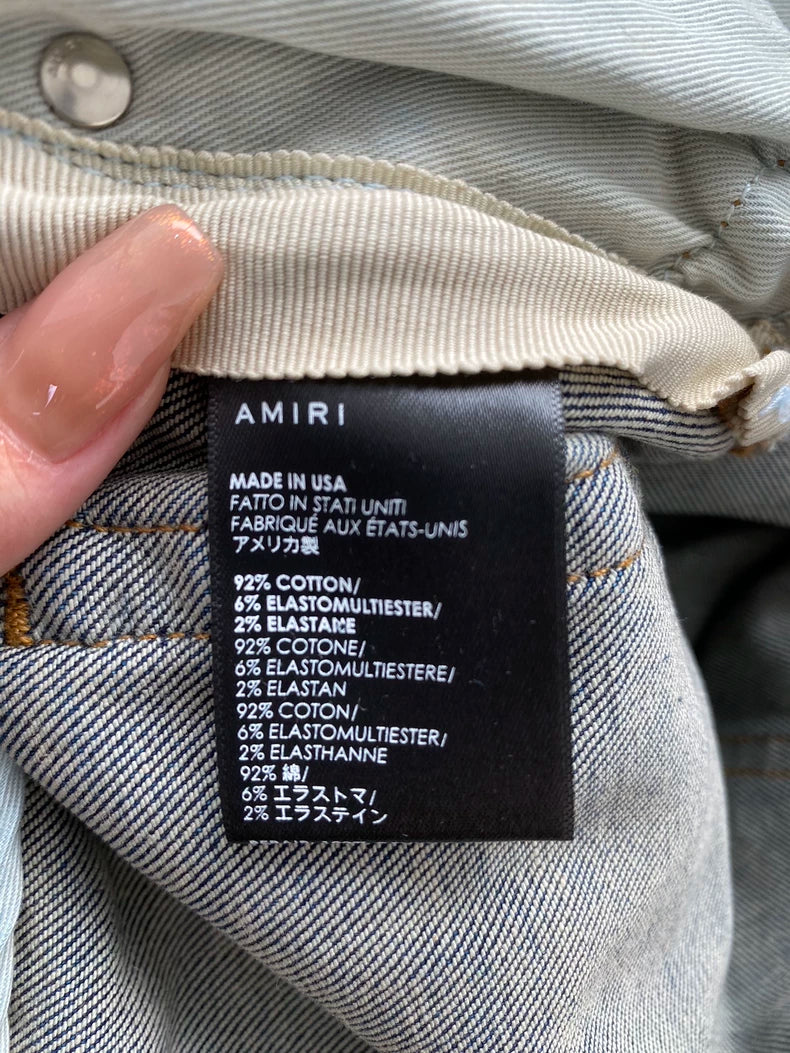 AMIRI
MADE IN USA
FATTO IN STATI UNITI
FABRIQUÉ AUX ÉTATS-UNIS
アメリカ製
92% COTTON/
6% ELASTOMULTIESTER/
2% ELASTANE
92% COTONE/
6% ELASTOMULTIESTERE/
2% ELASTAN
92% COTON/
6% ELASTOMULTIESTER/
2% ELASTHANNE
92% 綿/
6% エラストマ/
2% エラステイン